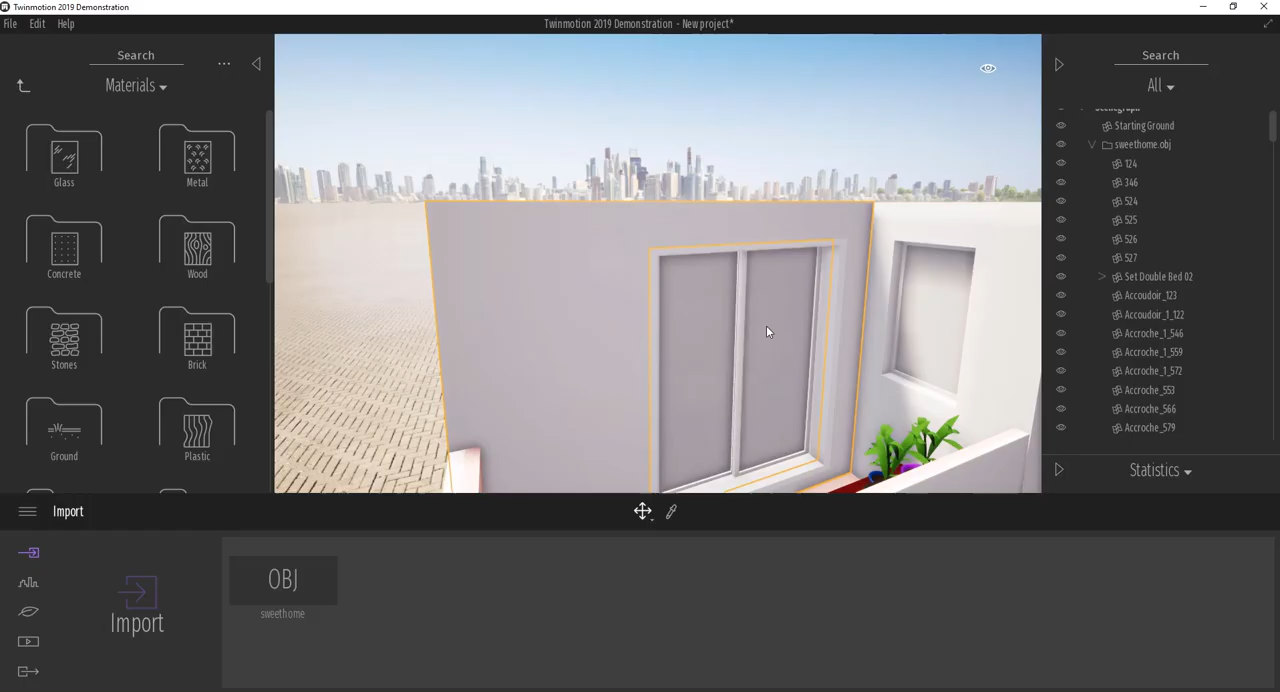 Twinmotion 2019 Demonstration
File Edit Help
Twinmotion 2019 Demonstration - New project*
Search
...
Materials
Glass
Metal
Concrete
Wood
Stones
Brick
Ground
Plastic
Search
All
Scenegraph
Starting Ground
sweethome.obj
124
346
524
525
526
527
Set Double Bed 02
Accoudoir_123
Accoudoir_1_122
Accroche_1_546
Accroche_1_559
Accroche_1_572
Accroche_553
Accroche_566
Accroche_579
Statistics
Import
Import
OBJ
sweethome